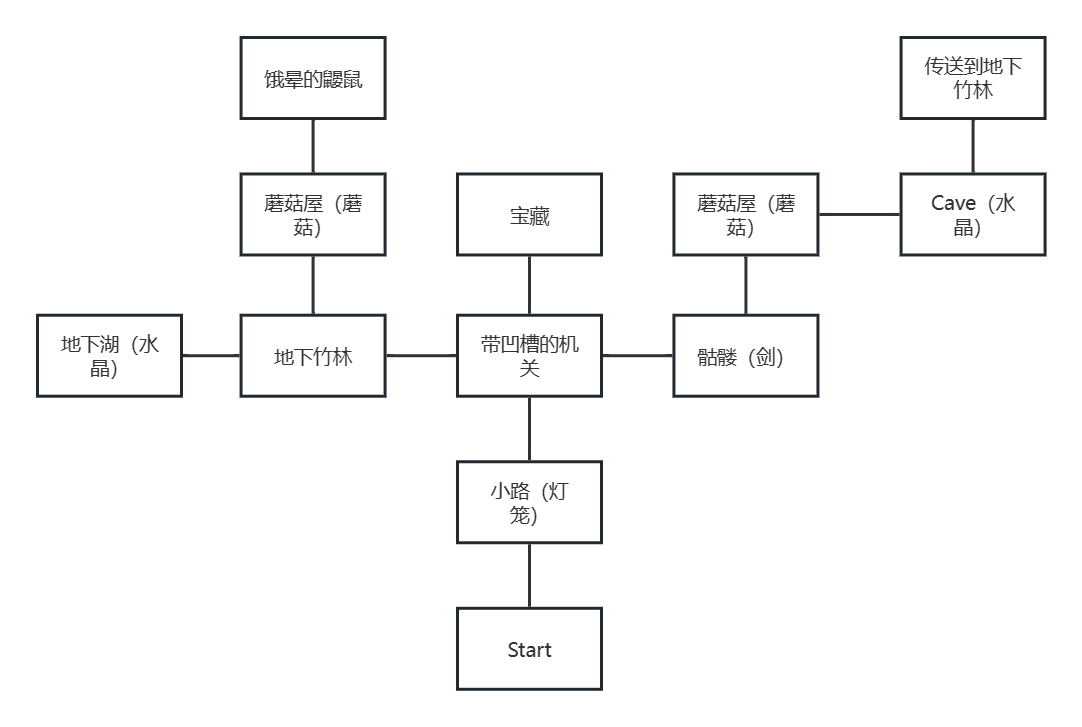 饿晕的鼹鼠
传送到地下
竹林
蘑菇屋（蘑
菇）
宝藏
蘑菇屋（蘑
菇）
Cave（水
晶）
地下湖（水
晶）
地下竹林
带凹槽的机
关
骷髅（剑）
小路（灯
笼）
Start